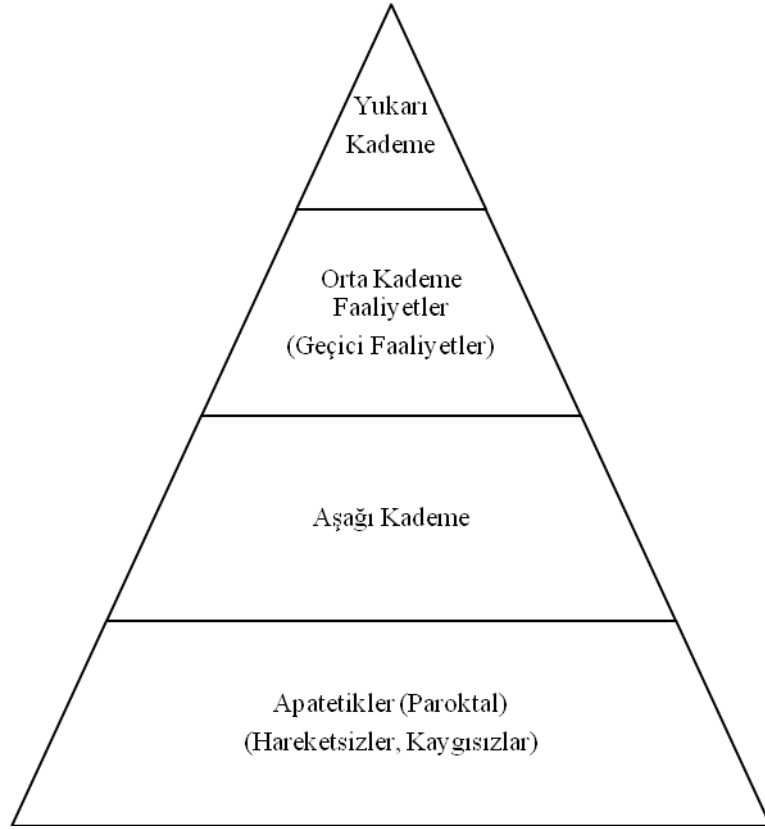 Yukarı
Kademe
Orta Kademe
Faaliyetler
(Geçici Faaliyetler)
Aşağı Kademe
Apatetikler (Paroktal)
(Hareketsizler, Kaygısızlar)